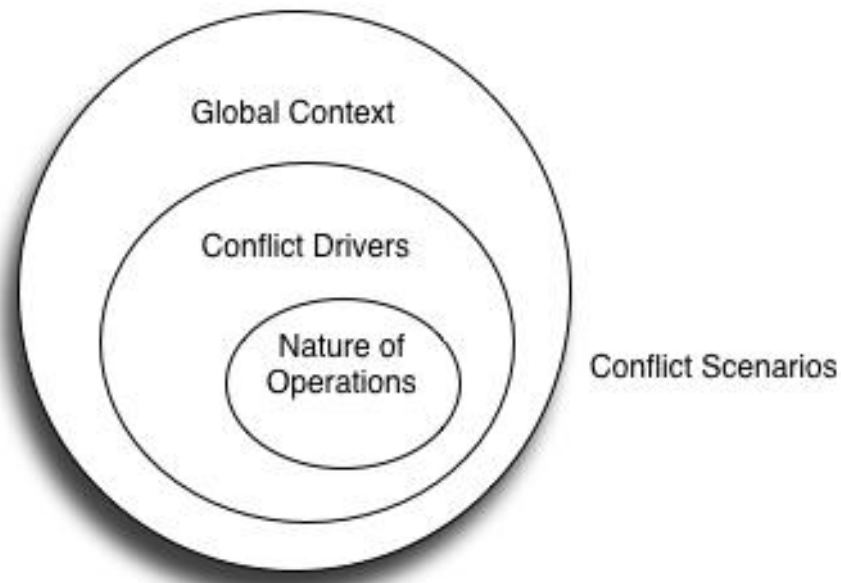 Global Context
Conflict Drivers
Nature of
Operations
Conflict Scenarios